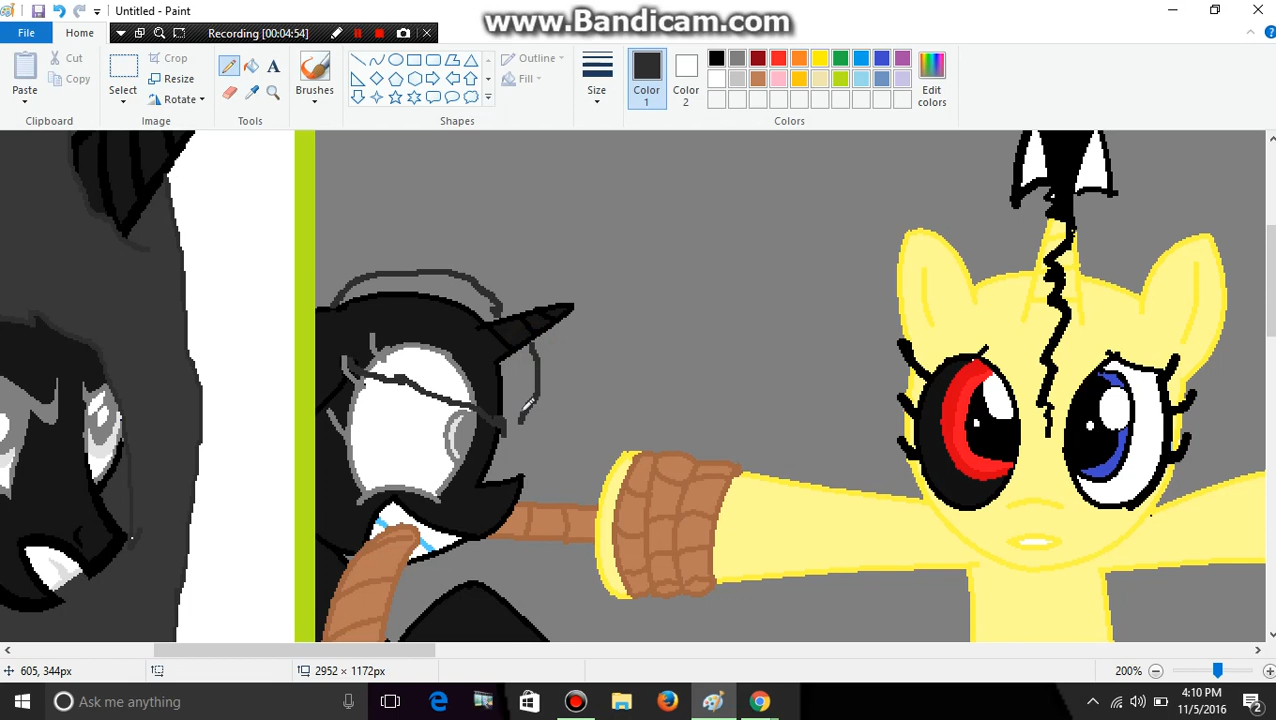 www.Bandicam.com
Untitled - Paint
File
Home
Recording [00:04:54]
Paste
Cut
Copy
Clipboard
Select
Crop
Resize
Rotate
Image
Tools
Brushes
Shapes
Outline
Fill
Size
Color 1
Color 2
Edit colors
Colors
605, 344px
2952 × 1172px
200%
Ask me anything
4:10 PM
11/5/2016
2